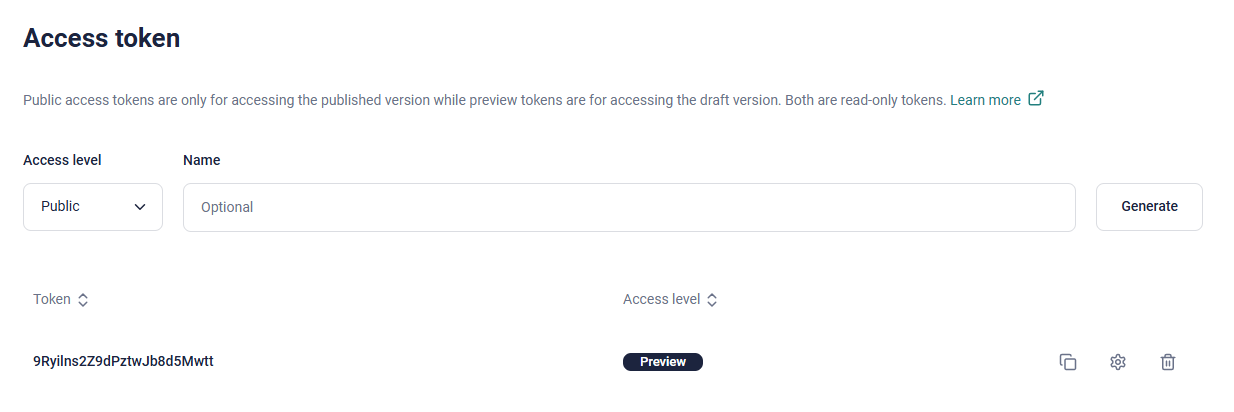 Access token
Public access tokens are only for accessing the published version while preview tokens are for accessing the draft version. Both are read-only tokens. Learn more
Access level Name
Public Optional Generate
Token Access level
9Ryilns2Z9dPztwJb8d5Mwtt Preview